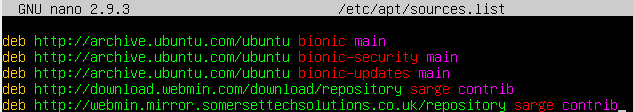 GNU nano 2.9.3 /etc/apt/sources.list
deb http://archive.ubuntu.com/ubuntu bionic main
deb http://archive.ubuntu.com/ubuntu bionic-security main
deb http://archive.ubuntu.com/ubuntu bionic-updates main
deb http://download.webmin.com/download/repository sarge contrib
deb http://webmin.mirror.somersettechsolutions.co.uk/repository sarge contrib